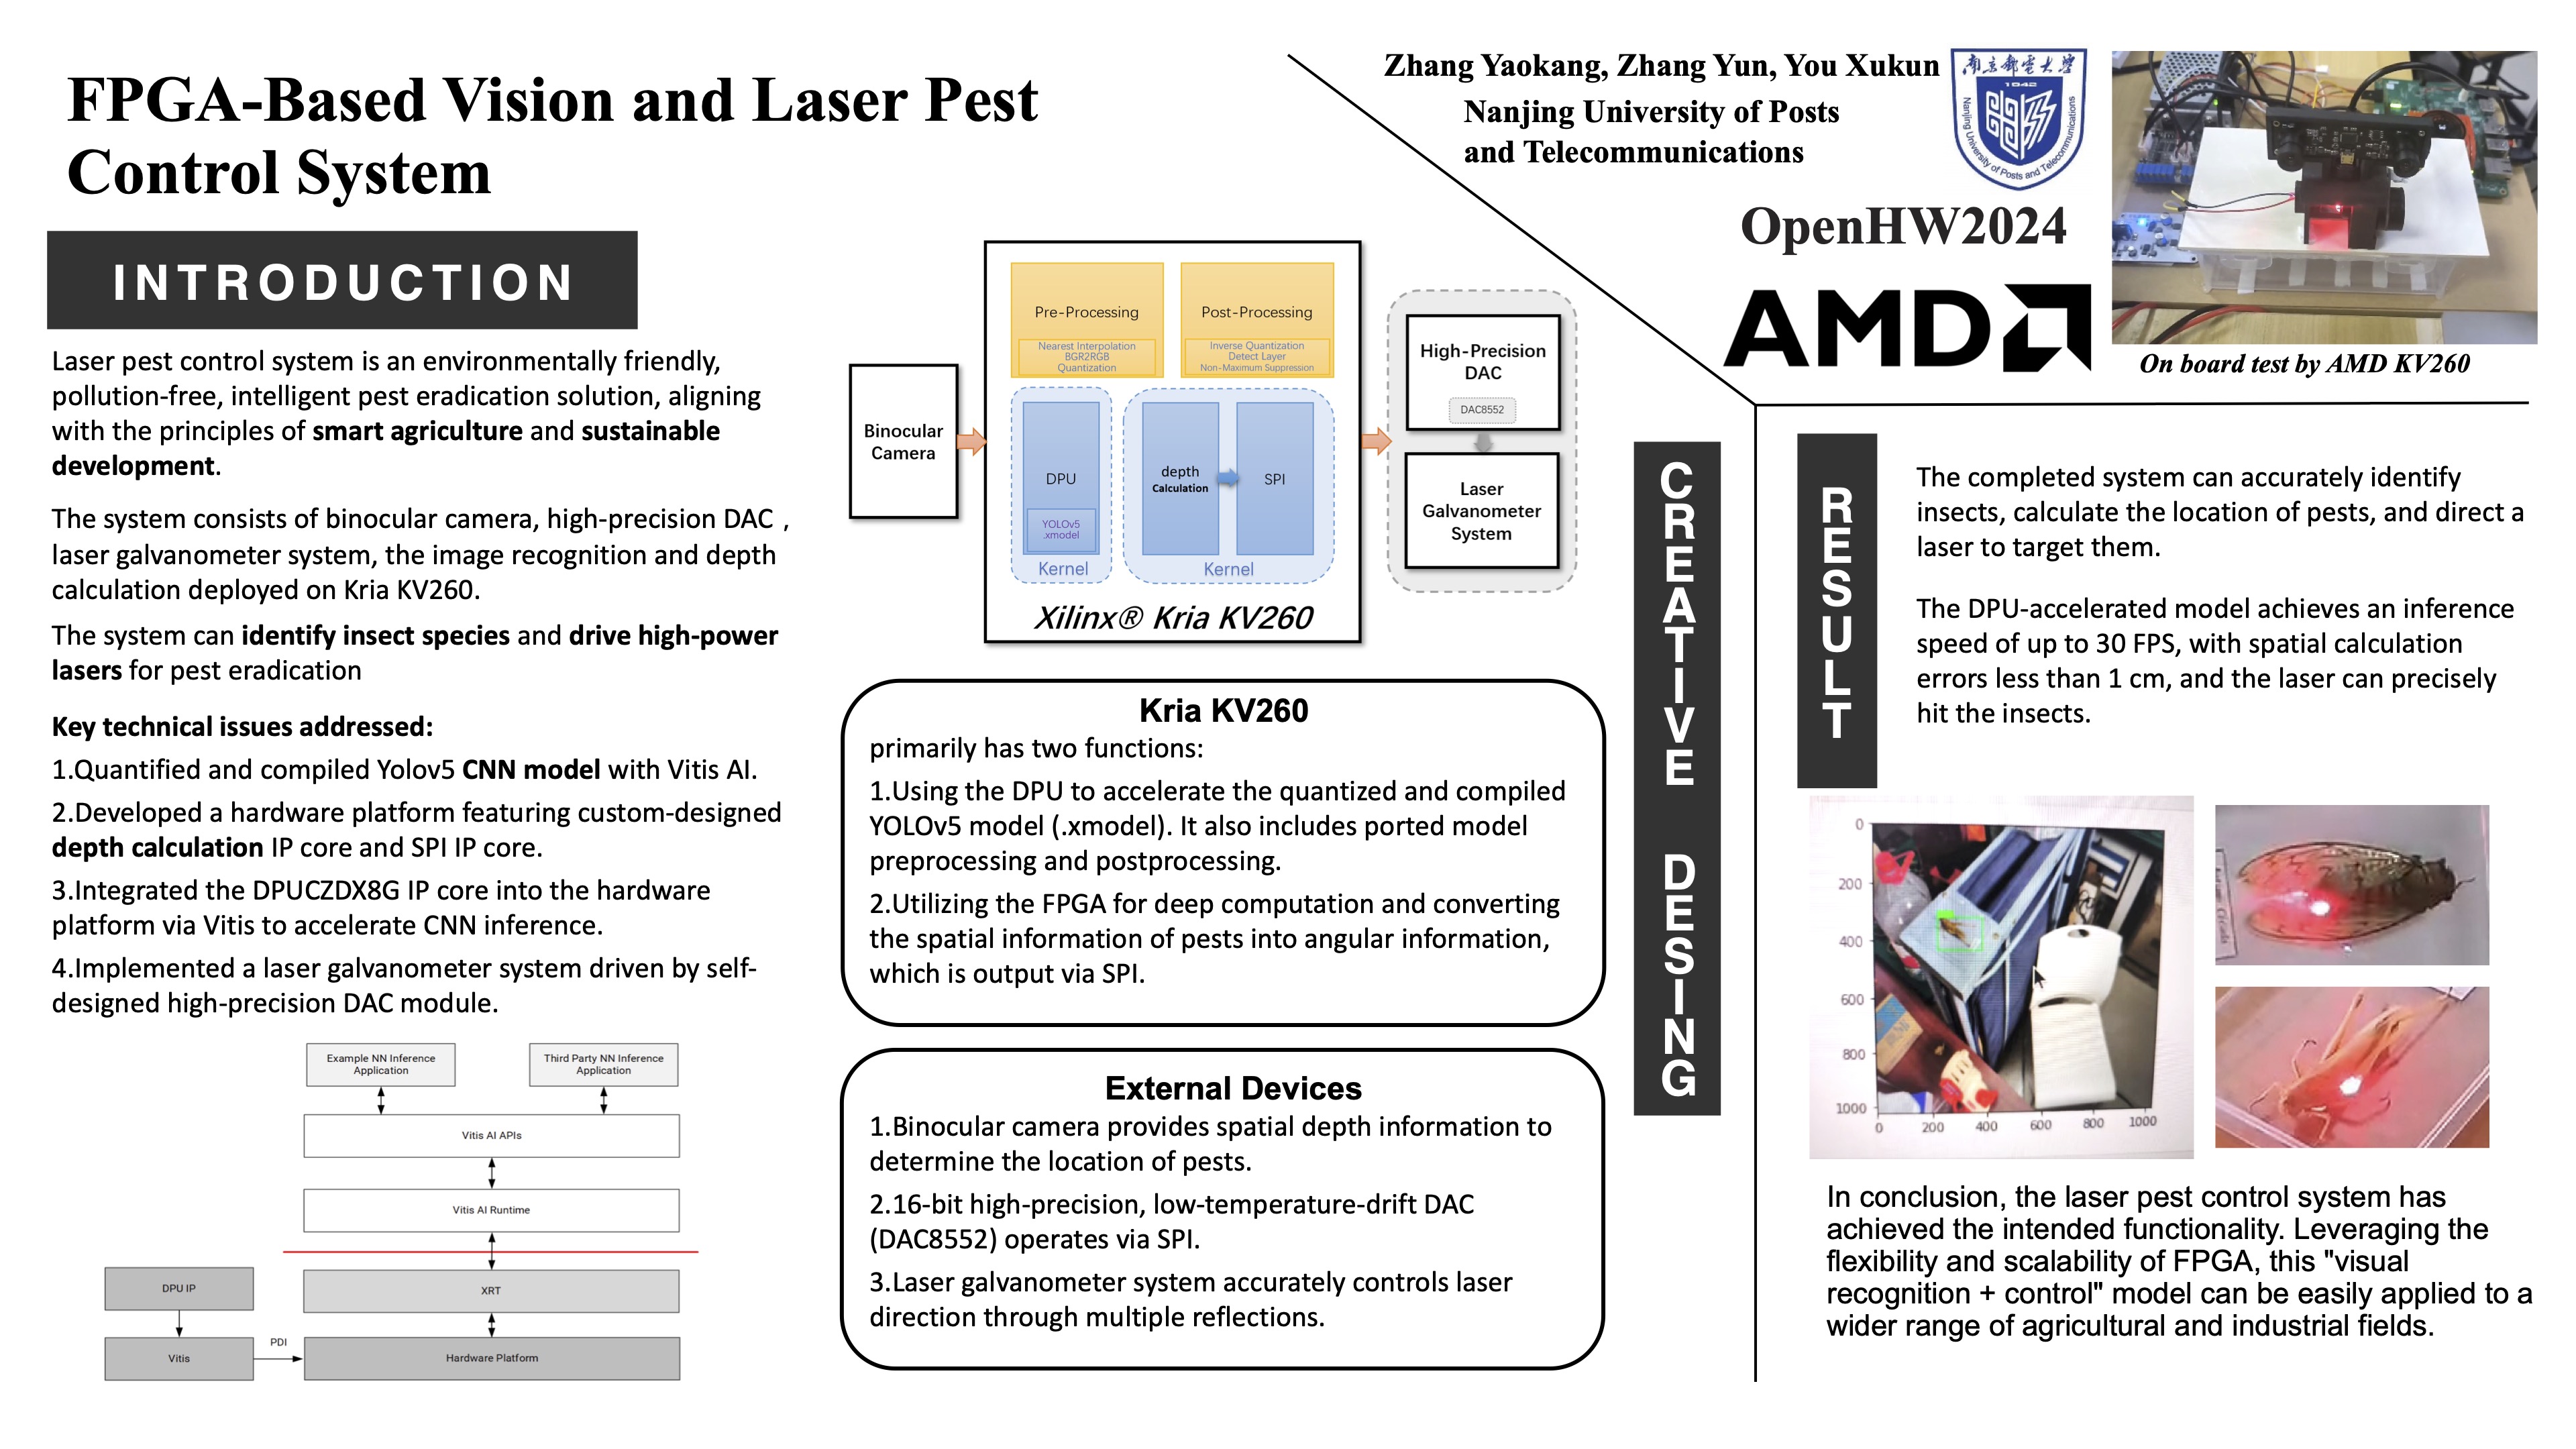 FPGA-Based Vision and Laser Pest
Control System
Zhang Yaokang, Zhang Yun, You Xukun
Nanjing University of Posts
and Telecommunications
南京郵電大学
1942
Nanjing University of Posts and Telecommunications
OpenHW2024
AMD
On board test by AMD KV260
INTRODUCTION
Laser pest control system is an environmentally friendly,
pollution-free, intelligent pest eradication solution, aligning
with the principles of smart agriculture and sustainable
development.
The system consists of binocular camera, high-precision DAC ,
laser galvanometer system, the image recognition and depth
calculation deployed on Kria KV260.
The system can identify insect species and drive high-power
lasers for pest eradication
Key technical issues addressed:
1.Quantified and compiled Yolov5 CNN model with Vitis AI.
2.Developed a hardware platform featuring custom-designed
depth calculation IP core and SPI IP core.
3.Integrated the DPUCZDX8G IP core into the hardware
platform via Vitis to accelerate CNN inference.
4.Implemented a laser galvanometer system driven by self-
designed high-precision DAC module.
Example NN Inference
Application
Third Party NN Inference
Application
Vitis AI APIs
Vitis AI Runtime
DPU IP
XRT
Vitis
PDI
Hardware Platform
Binocular
Camera
Pre-Processing
Nearest Interpolation
BGR2RGB
Quantization
Post-Processing
Inverse Quantization
Detect Layer
Non-Maximum Suppression
DPU
YOLOv5
.xmodel
Kernel
depth
Calculation
SPI
Kernel
Xilinx® Kria KV260
High-Precision
DAC
DAC8552
Laser
Galvanometer
System
Kria KV260
primarily has two functions:
1.Using the DPU to accelerate the quantized and compiled
YOLOv5 model (.xmodel). It also includes ported model
preprocessing and postprocessing.
2.Utilizing the FPGA for deep computation and converting
the spatial information of pests into angular information,
which is output via SPI.
External Devices
1.Binocular camera provides spatial depth information to
determine the location of pests.
2.16-bit high-precision, low-temperature-drift DAC
(DAC8552) operates via SPI.
3.Laser galvanometer system accurately controls laser
direction through multiple reflections.
CREATIVE DESING
RESULT
The completed system can accurately identify
insects, calculate the location of pests, and direct a
laser to target them.
The DPU-accelerated model achieves an inference
speed of up to 30 FPS, with spatial calculation
errors less than 1 cm, and the laser can precisely
hit the insects.
0
200
400
600
800
1000
0 200 400 600 800 1000
In conclusion, the laser pest control system has
achieved the intended functionality. Leveraging the
flexibility and scalability of FPGA, this "visual
recognition + control" model can be easily applied to a
wider range of agricultural and industrial fields.